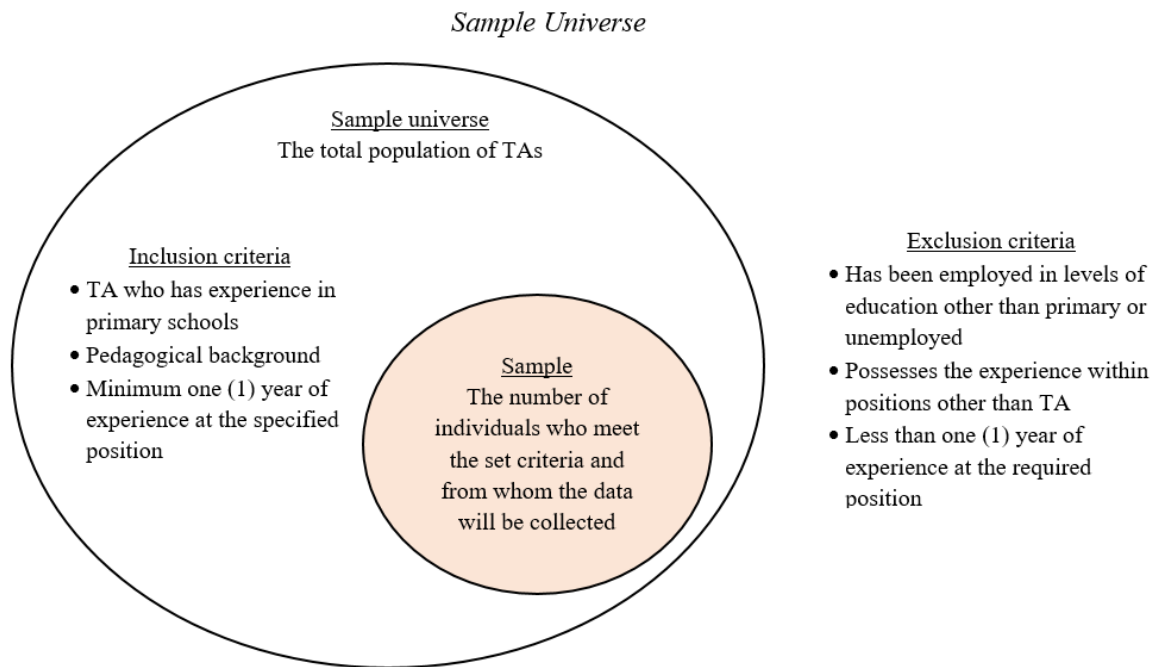 Sample Universe
Sample universe
The total population of TAs
Inclusion criteria
• TA who has experience in
primary schools
• Pedagogical background
• Minimum one (1) year of
experience at the specified
position
Sample
The number of
individuals who meet
the set criteria and
from whom the data
will be collected
Exclusion criteria
• Has been employed in levels of
education other than primary or
unemployed
• Possesses the experience within
positions other than TA
• Less than one (1) year of
experience at the required
position